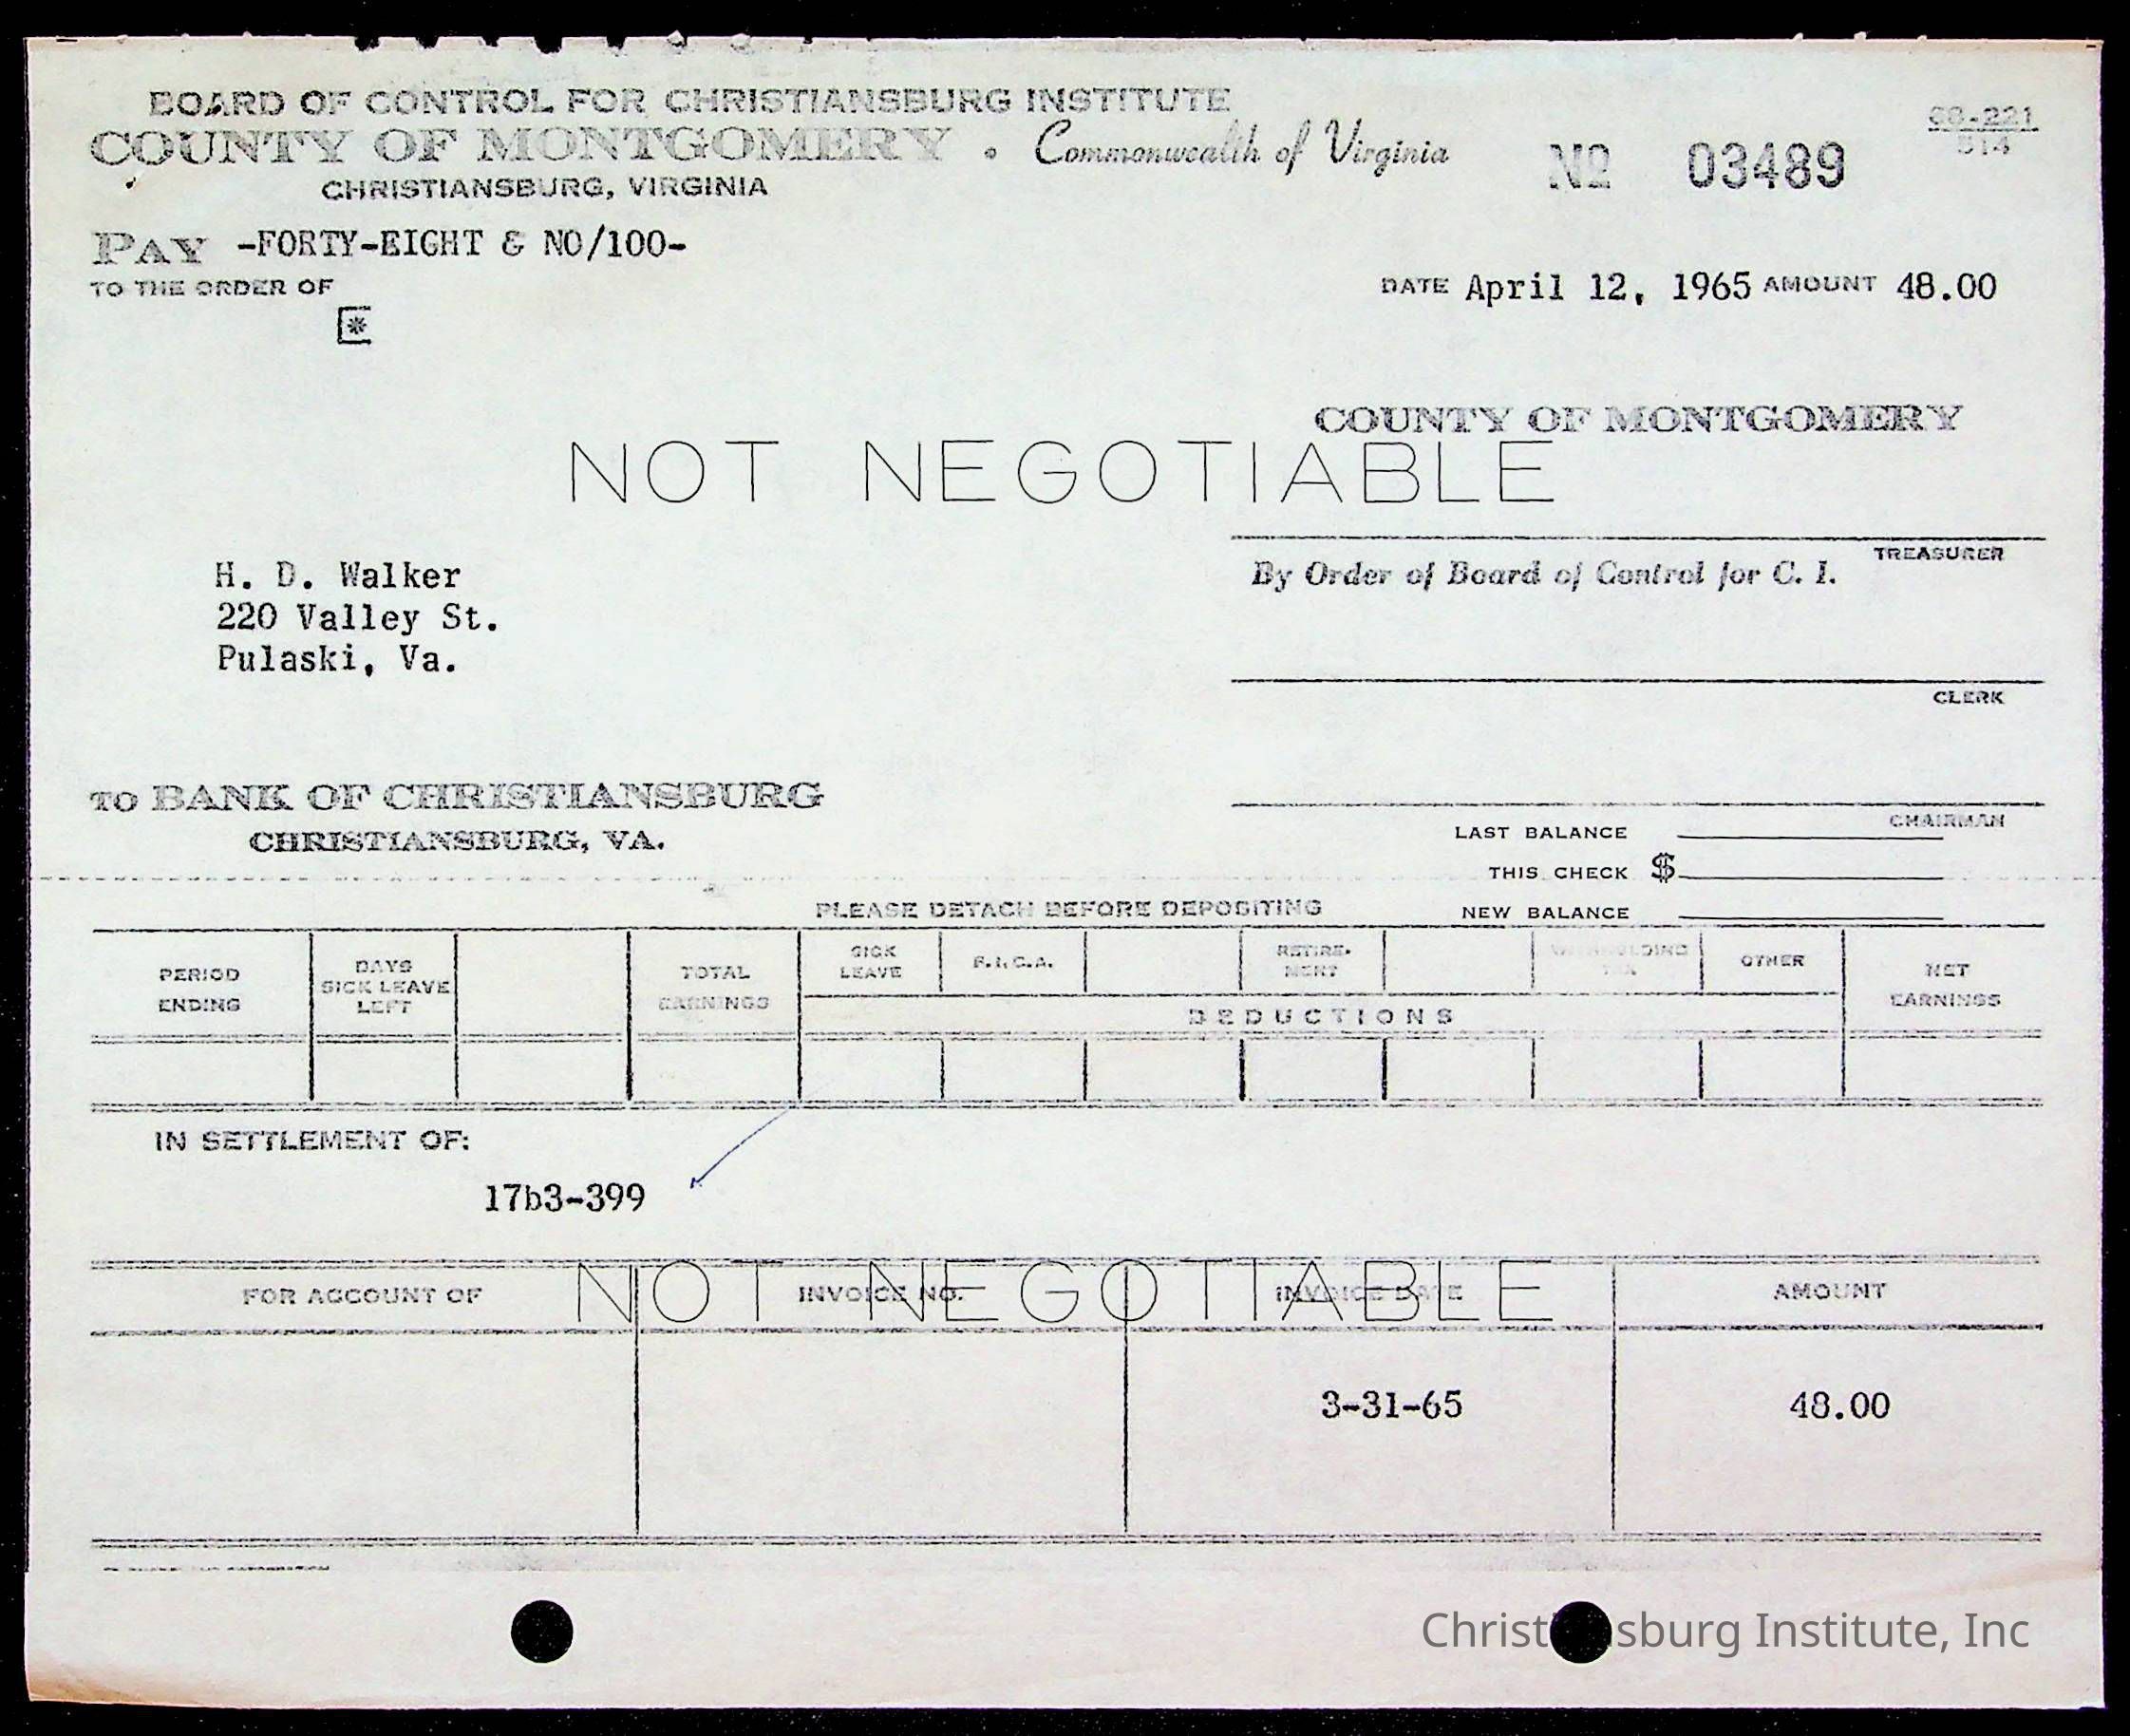 BOARD OF CONTROL FOR CHRISTIANSBURG INSTITUTE
COUNTY OF MONTGOMERY • Commonwealth of Virginia
CHRISTIANSBURG, VIRGINIA
No 03489
68-221
514
PAY -FORTY-EIGHT & NO/100-
TO THE ORDER OF
DATE April 12, 1965 AMOUNT 48.00
COUNTY OF MONTGOMERY
NOT NEGOTIABLE
TREASURER
By Order of Board of Control for C. I.
H. D. Walker
220 Valley St.
Pulaski, Va.
CLERK
TO BANK OF CHRISTIANSBURG
CHRISTIANSBURG, VA.
CHAIRMAN
LAST BALANCE
THIS CHECK $
NEW BALANCE
PLEASE DETACH BEFORE DEPOSITING
PERIOD ENDING
DAYS SICK LEAVE LEFT
TOTAL EARNINGS
SICK LEAVE
F.I.C.A.
RETIRE-MENT
WITHHOLDING TAX
OTHER
NET EARNINGS
DEDUCTIONS
IN SETTLEMENT OF:
17b3-399
NOT NEGOTIABLE
FOR ACCOUNT OF INVOICE NO. INVOICE DATE AMOUNT
3-31-65 48.00
Christiansburg Institute, Inc